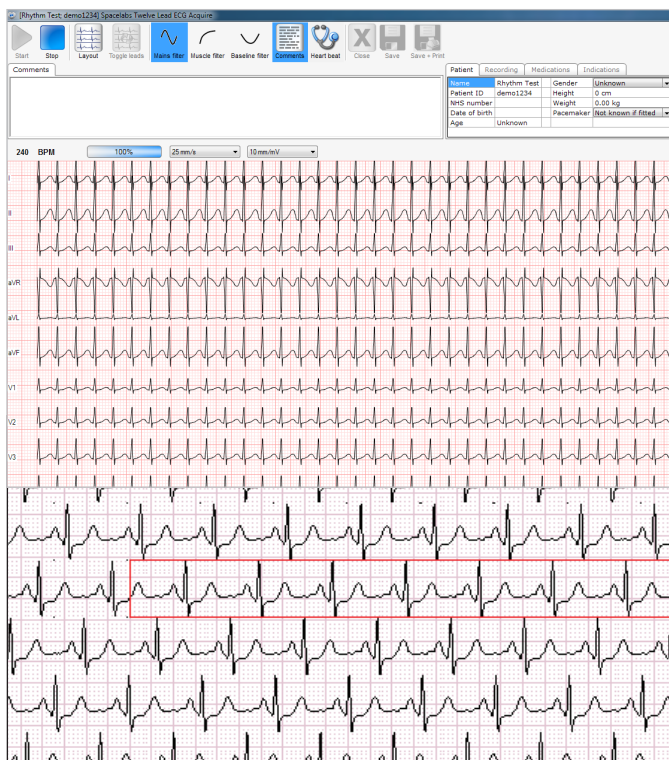 [Rhythm Test; demo1234] Spacelabs Twelve Lead ECG Acquire
Start Stop Layout Toggle leads Mains filter Muscle filter Baseline filter Comments Heart beat Close Save Save + Print
Comments
Patient Recording Medications Indications
Name Rhythm Test Gender Unknown
Patient ID demo1234 Height 0 cm
NHS number Weight 0.00 kg
Date of birth Pacemaker Not known if fitted
Age Unknown
240 BPM 100% 25 mm/s 10 mm/mV
I
II
III
aVR
aVL
aVF
V1
V2
V3